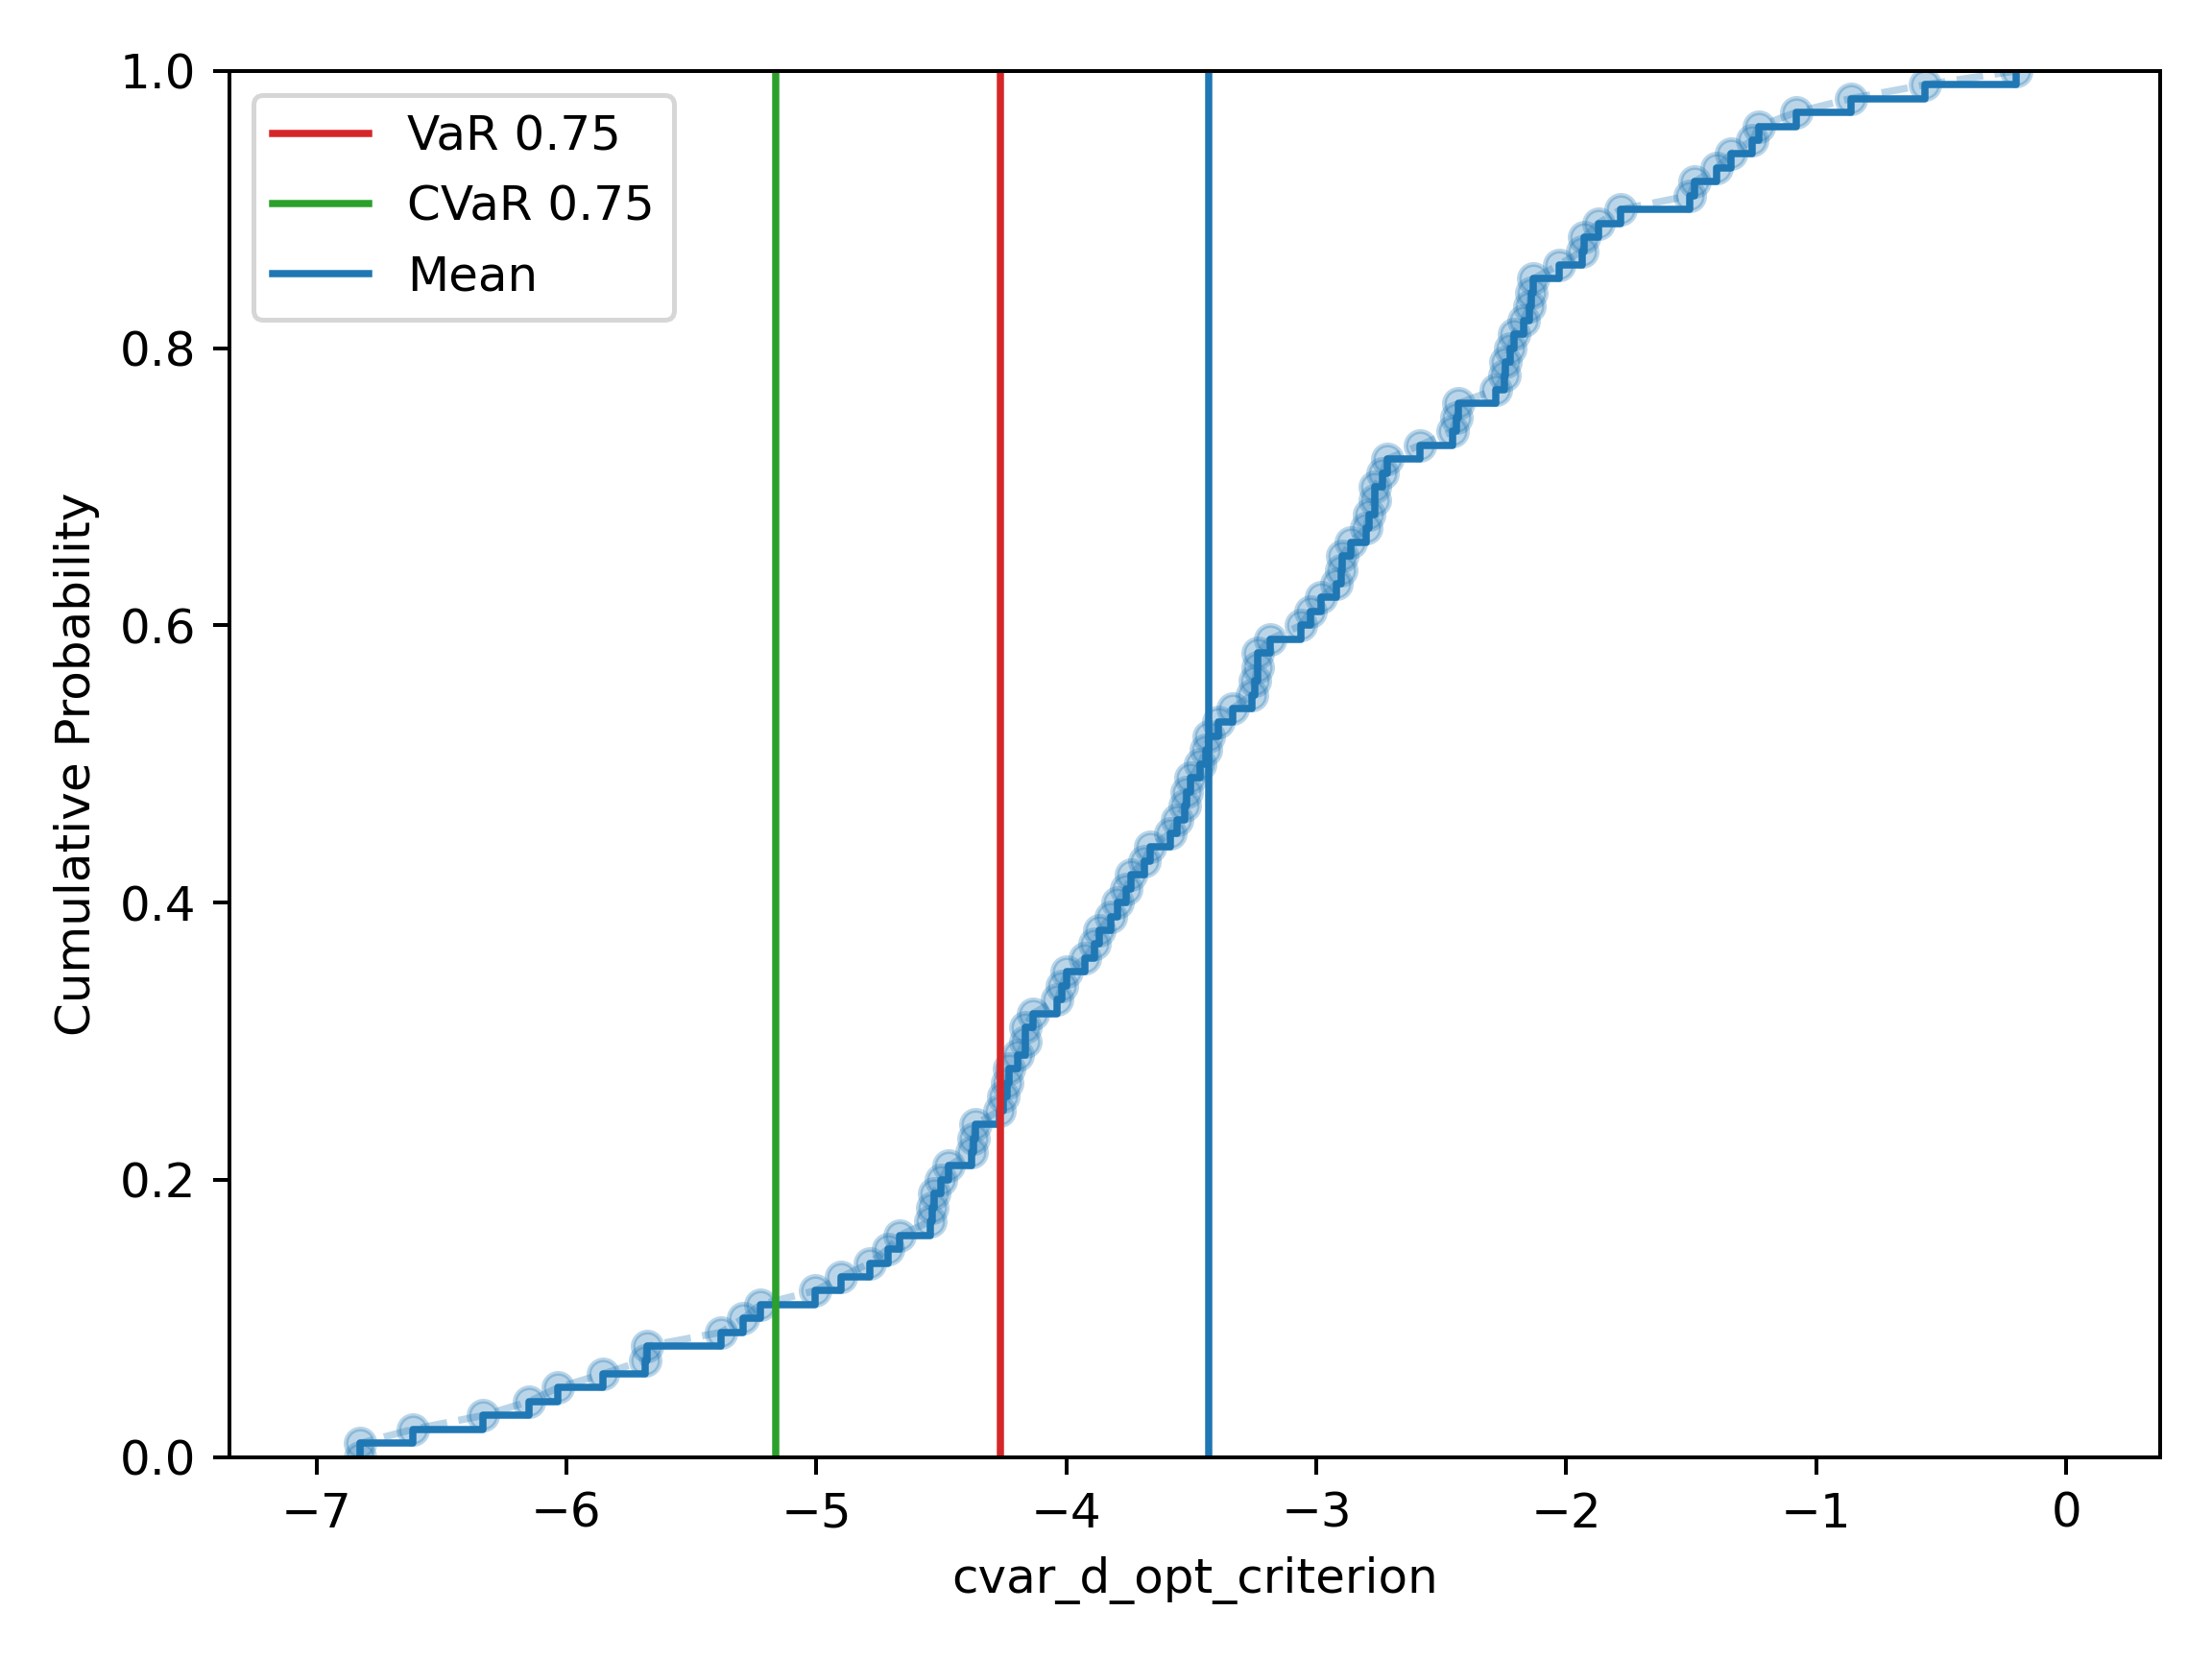 1.0
0.8
0.6
0.4
0.2
0.0
Cumulative Probability
VaR 0.75
CVaR 0.75
Mean
−7 −6 −5 −4 −3 −2 −1 0
cvar_d_opt_criterion